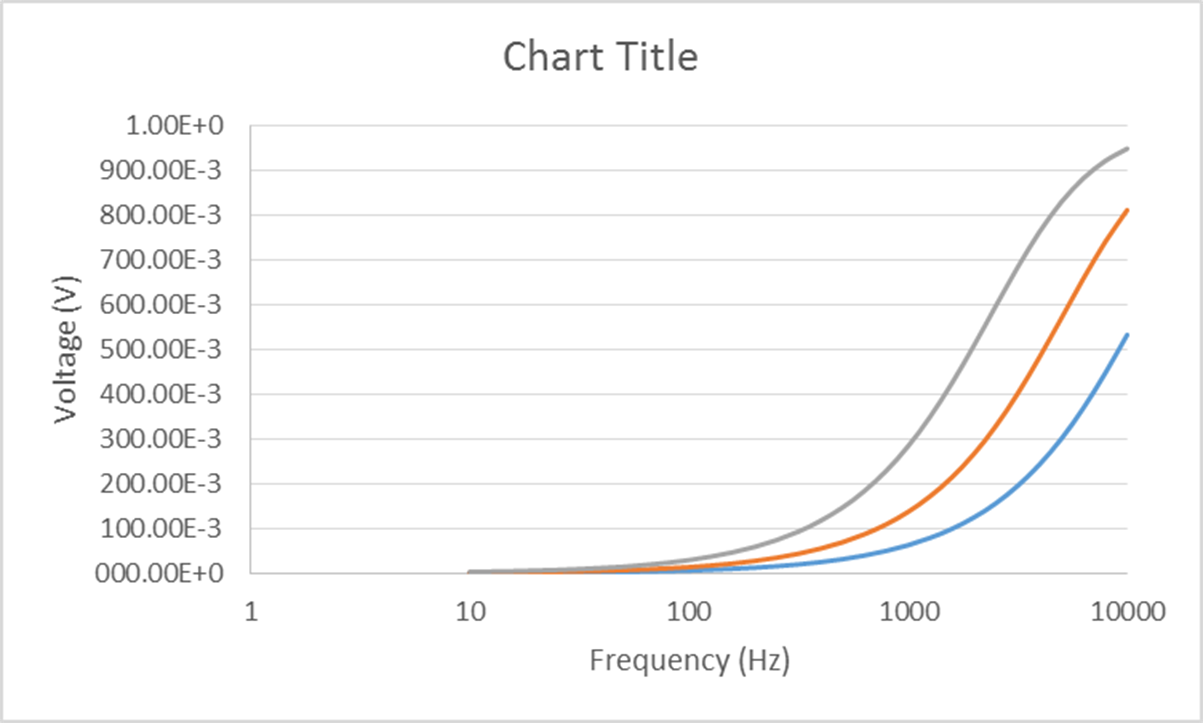 Chart Title
1.00E+0
900.00E-3
800.00E-3
700.00E-3
600.00E-3
500.00E-3
400.00E-3
300.00E-3
200.00E-3
100.00E-3
000.00E+0
Voltage (V)
1 10 100 1000 10000
Frequency (Hz)